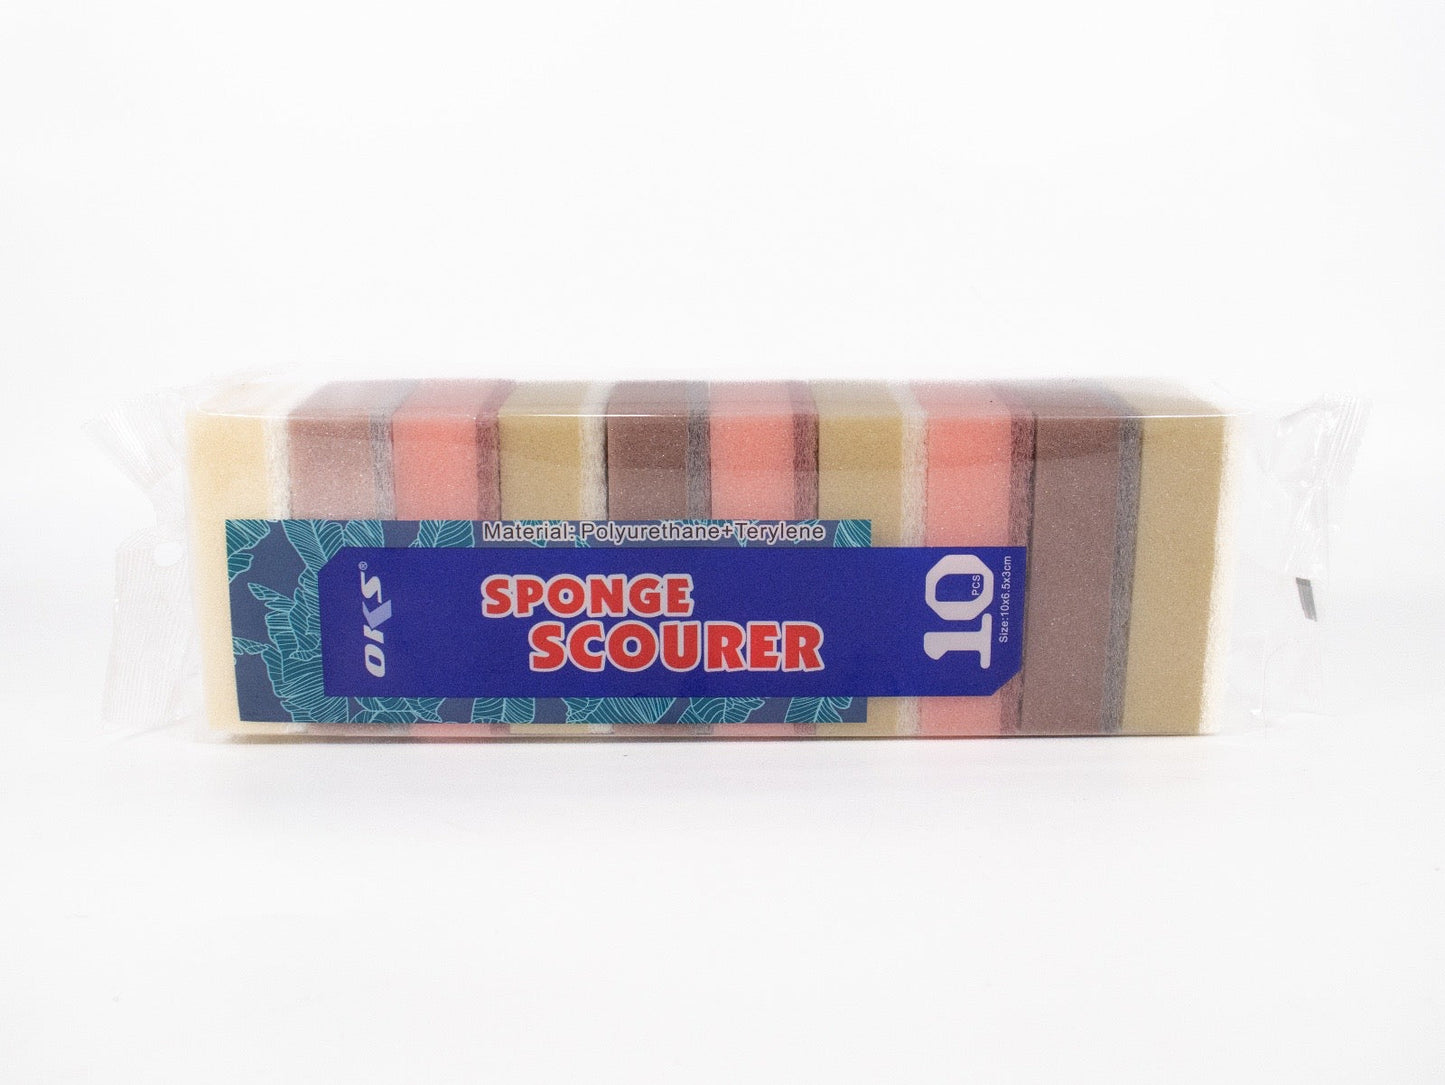 Material: Polyurethane+Terylene
OKS®
SPONGE
SCOURER
10
PCS
Size:10x6.5x3cm